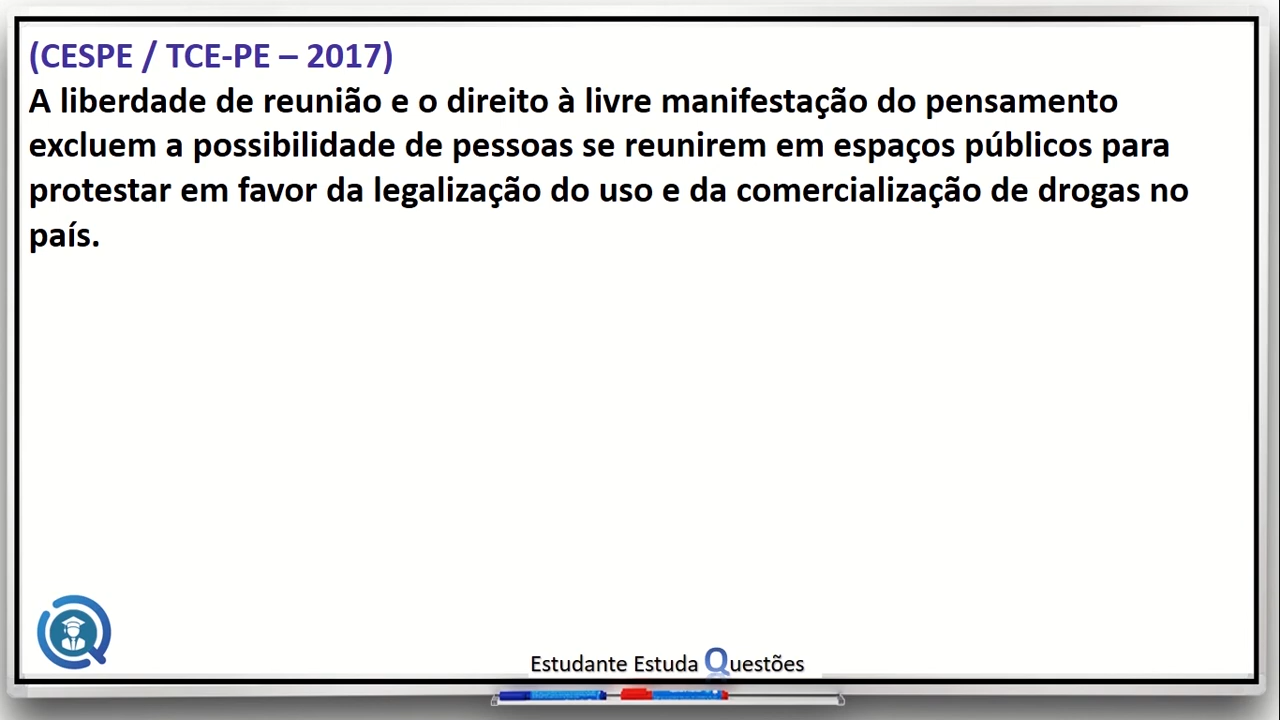 (CESPE / TCE-PE – 2017)
A liberdade de reunião e o direito à livre manifestação do pensamento
excluem a possibilidade de pessoas se reunirem em espaços públicos para
protestar em favor da legalização do uso e da comercialização de drogas no
país.
Estudante Estuda Questões